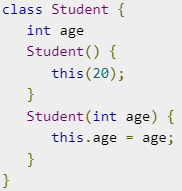 class Student {
   int age
   Student() {
      this(20);
   }
   Student(int age) {
      this.age = age;
   }
}